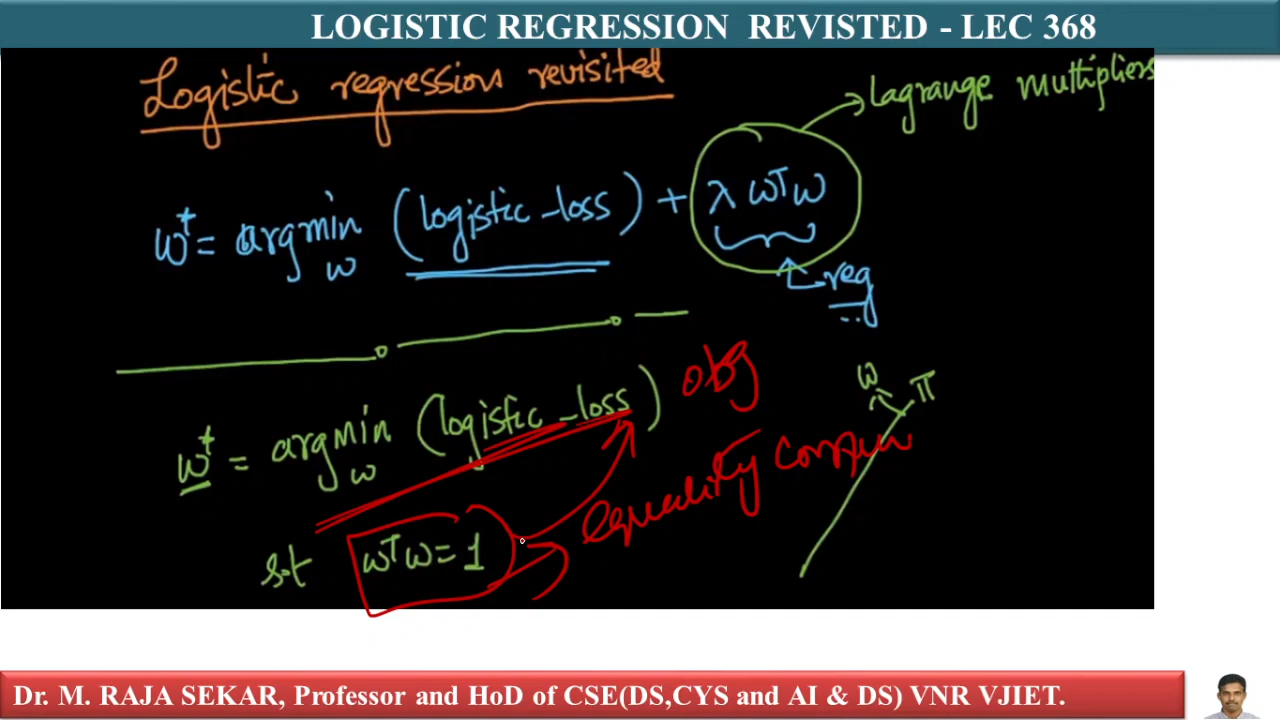 LOGISTIC REGRESSION REVISTED - LEC 368
Logistic regression revisited
Lagrange multipliers
w* = argmin (logistic-loss) + λ wᵀw
w
reg
w* = argmin (logistic-loss) obj
w
w π
s.t wᵀw = 1 equality
Dr. M. RAJA SEKAR, Professor and HoD of CSE(DS,CYS and AI & DS) VNR VJIET.